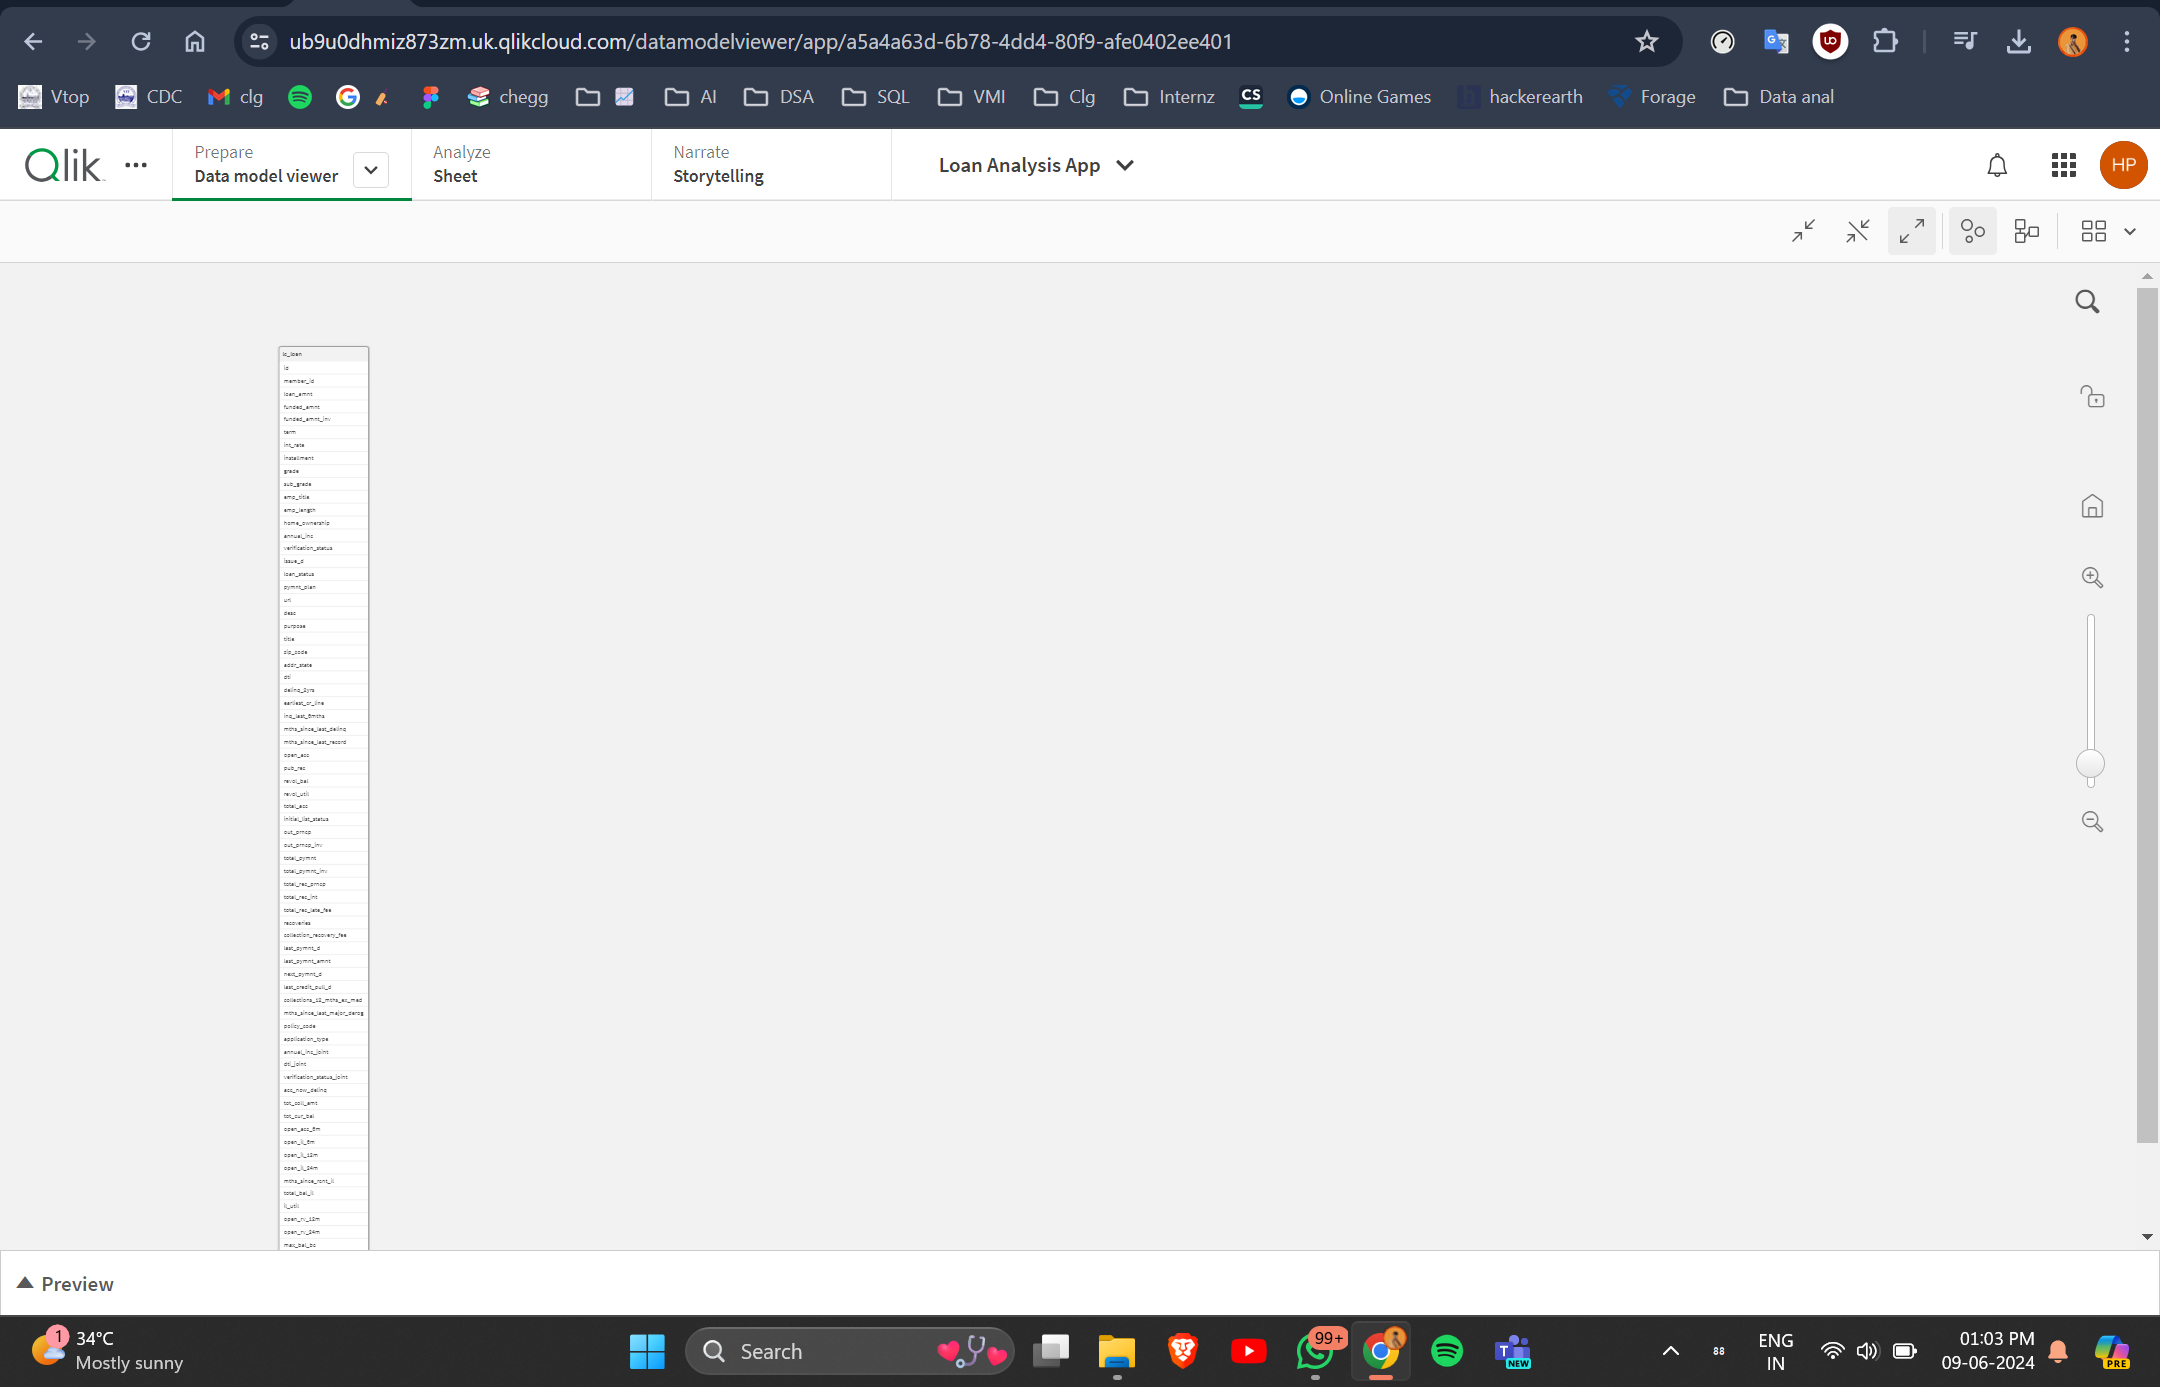 ub9u0dhmiz873zm.uk.qlikcloud.com/datamodelviewer/app/a5a4a63d-6b78-4dd4-80f9-afe0402ee401
Vtop CDC clg chegg AI DSA SQL VMI Clg Internz CS Online Games hackerearth Forage Data anal
Qlik
Prepare
Data model viewer
Analyze
Sheet
Narrate
Storytelling
Loan Analysis App
HP
lc_loan
id
member_id
loan_amnt
funded_amnt
funded_amnt_inv
term
int_rate
installment
grade
sub_grade
emp_title
emp_length
home_ownership
annual_inc
verification_status
issue_d
loan_status
pymnt_plan
url
desc
purpose
title
zip_code
addr_state
dti
delinq_2yrs
earliest_cr_line
inq_last_6mths
mths_since_last_delinq
mths_since_last_record
open_acc
pub_rec
revol_bal
revol_util
total_acc
initial_list_status
out_prncp
out_prncp_inv
total_pymnt
total_pymnt_inv
total_rec_prncp
total_rec_int
total_rec_late_fee
recoveries
collection_recovery_fee
last_pymnt_d
last_pymnt_amnt
next_pymnt_d
last_credit_pull_d
collections_12_mths_ex_med
mths_since_last_major_derog
policy_code
application_type
annual_inc_joint
dti_joint
verification_status_joint
acc_now_delinq
tot_coll_amt
tot_cur_bal
open_acc_6m
open_il_6m
open_il_12m
open_il_24m
mths_since_rcnt_il
total_bal_il
il_util
open_rv_12m
open_rv_24m
max_bal_bc
Preview
1
34°C
Mostly sunny
Search
99+
NEW
88
ENG
IN
01:03 PM
09-06-2024
PRE